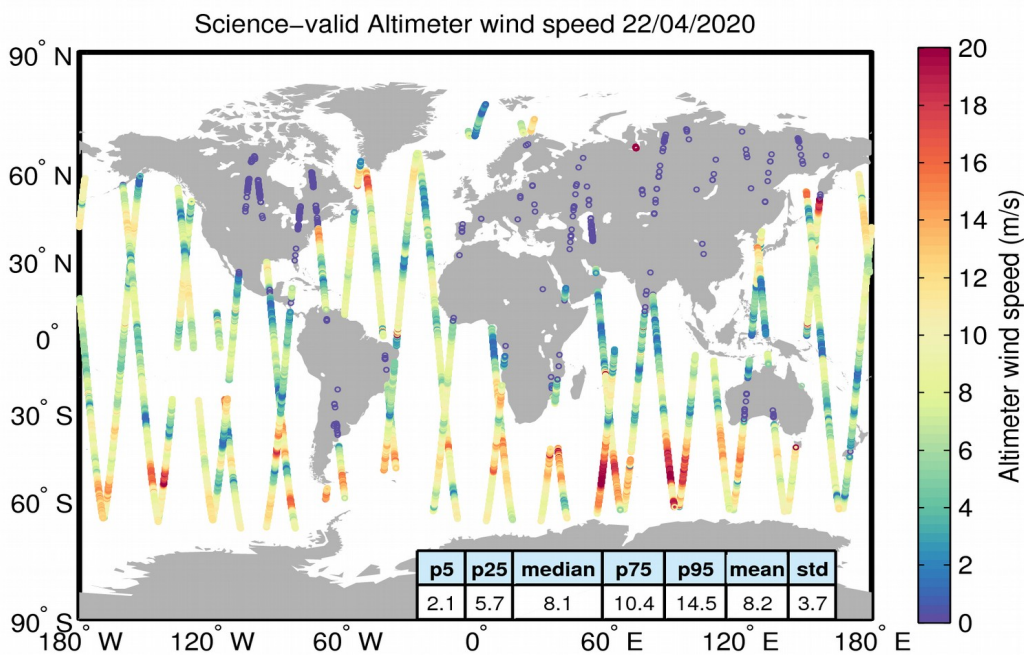 Science−valid Altimeter wind speed 22/04/2020
90° N
60° N
30° N
0°
30° S
60° S
90° S
180° W
120° W
60° W
0°
60° E
120° E
180° E
p5 p25 median p75 p95 mean std
2.1 5.7 8.1 10.4 14.5 8.2 3.7
20
18
16
14
12
10
8
6
4
2
0
Altimeter wind speed (m/s)